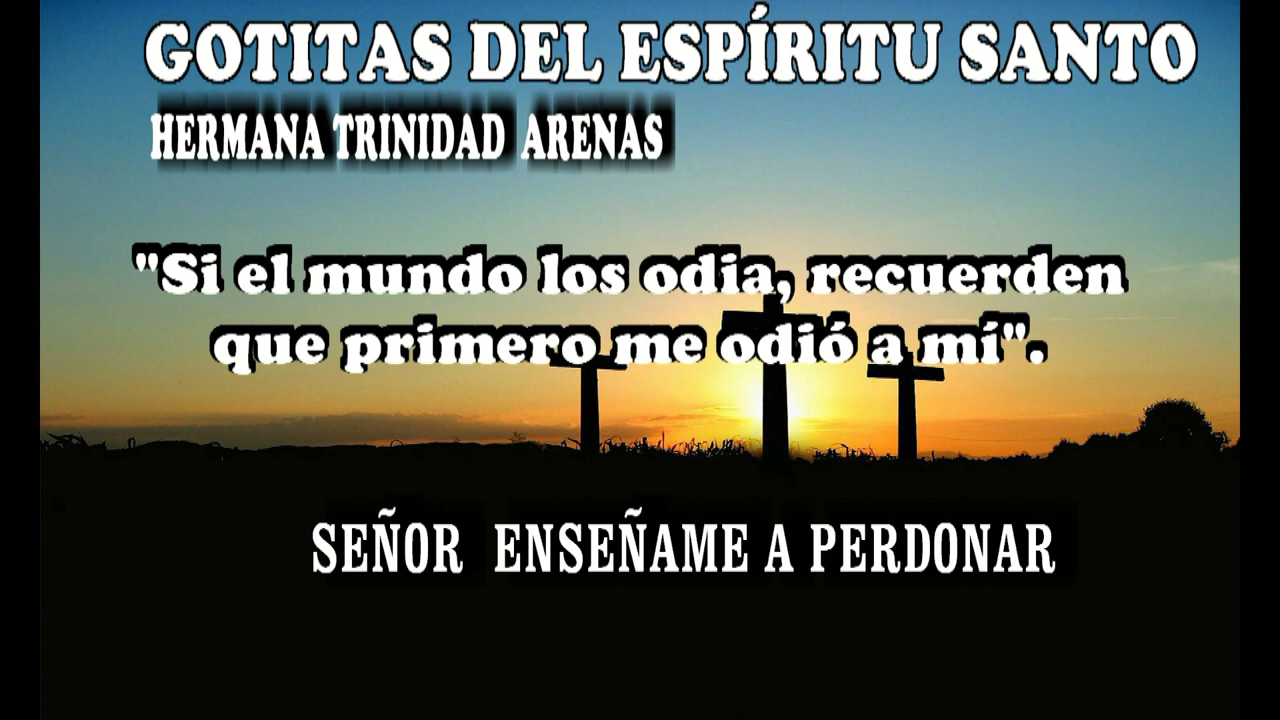 GOTITAS DEL ESPÍRITU SANTO
HERMANA TRINIDAD ARENAS
"Si el mundo los odia, recuerden
que primero me odió a mí".
SEÑOR ENSEÑAME A PERDONAR